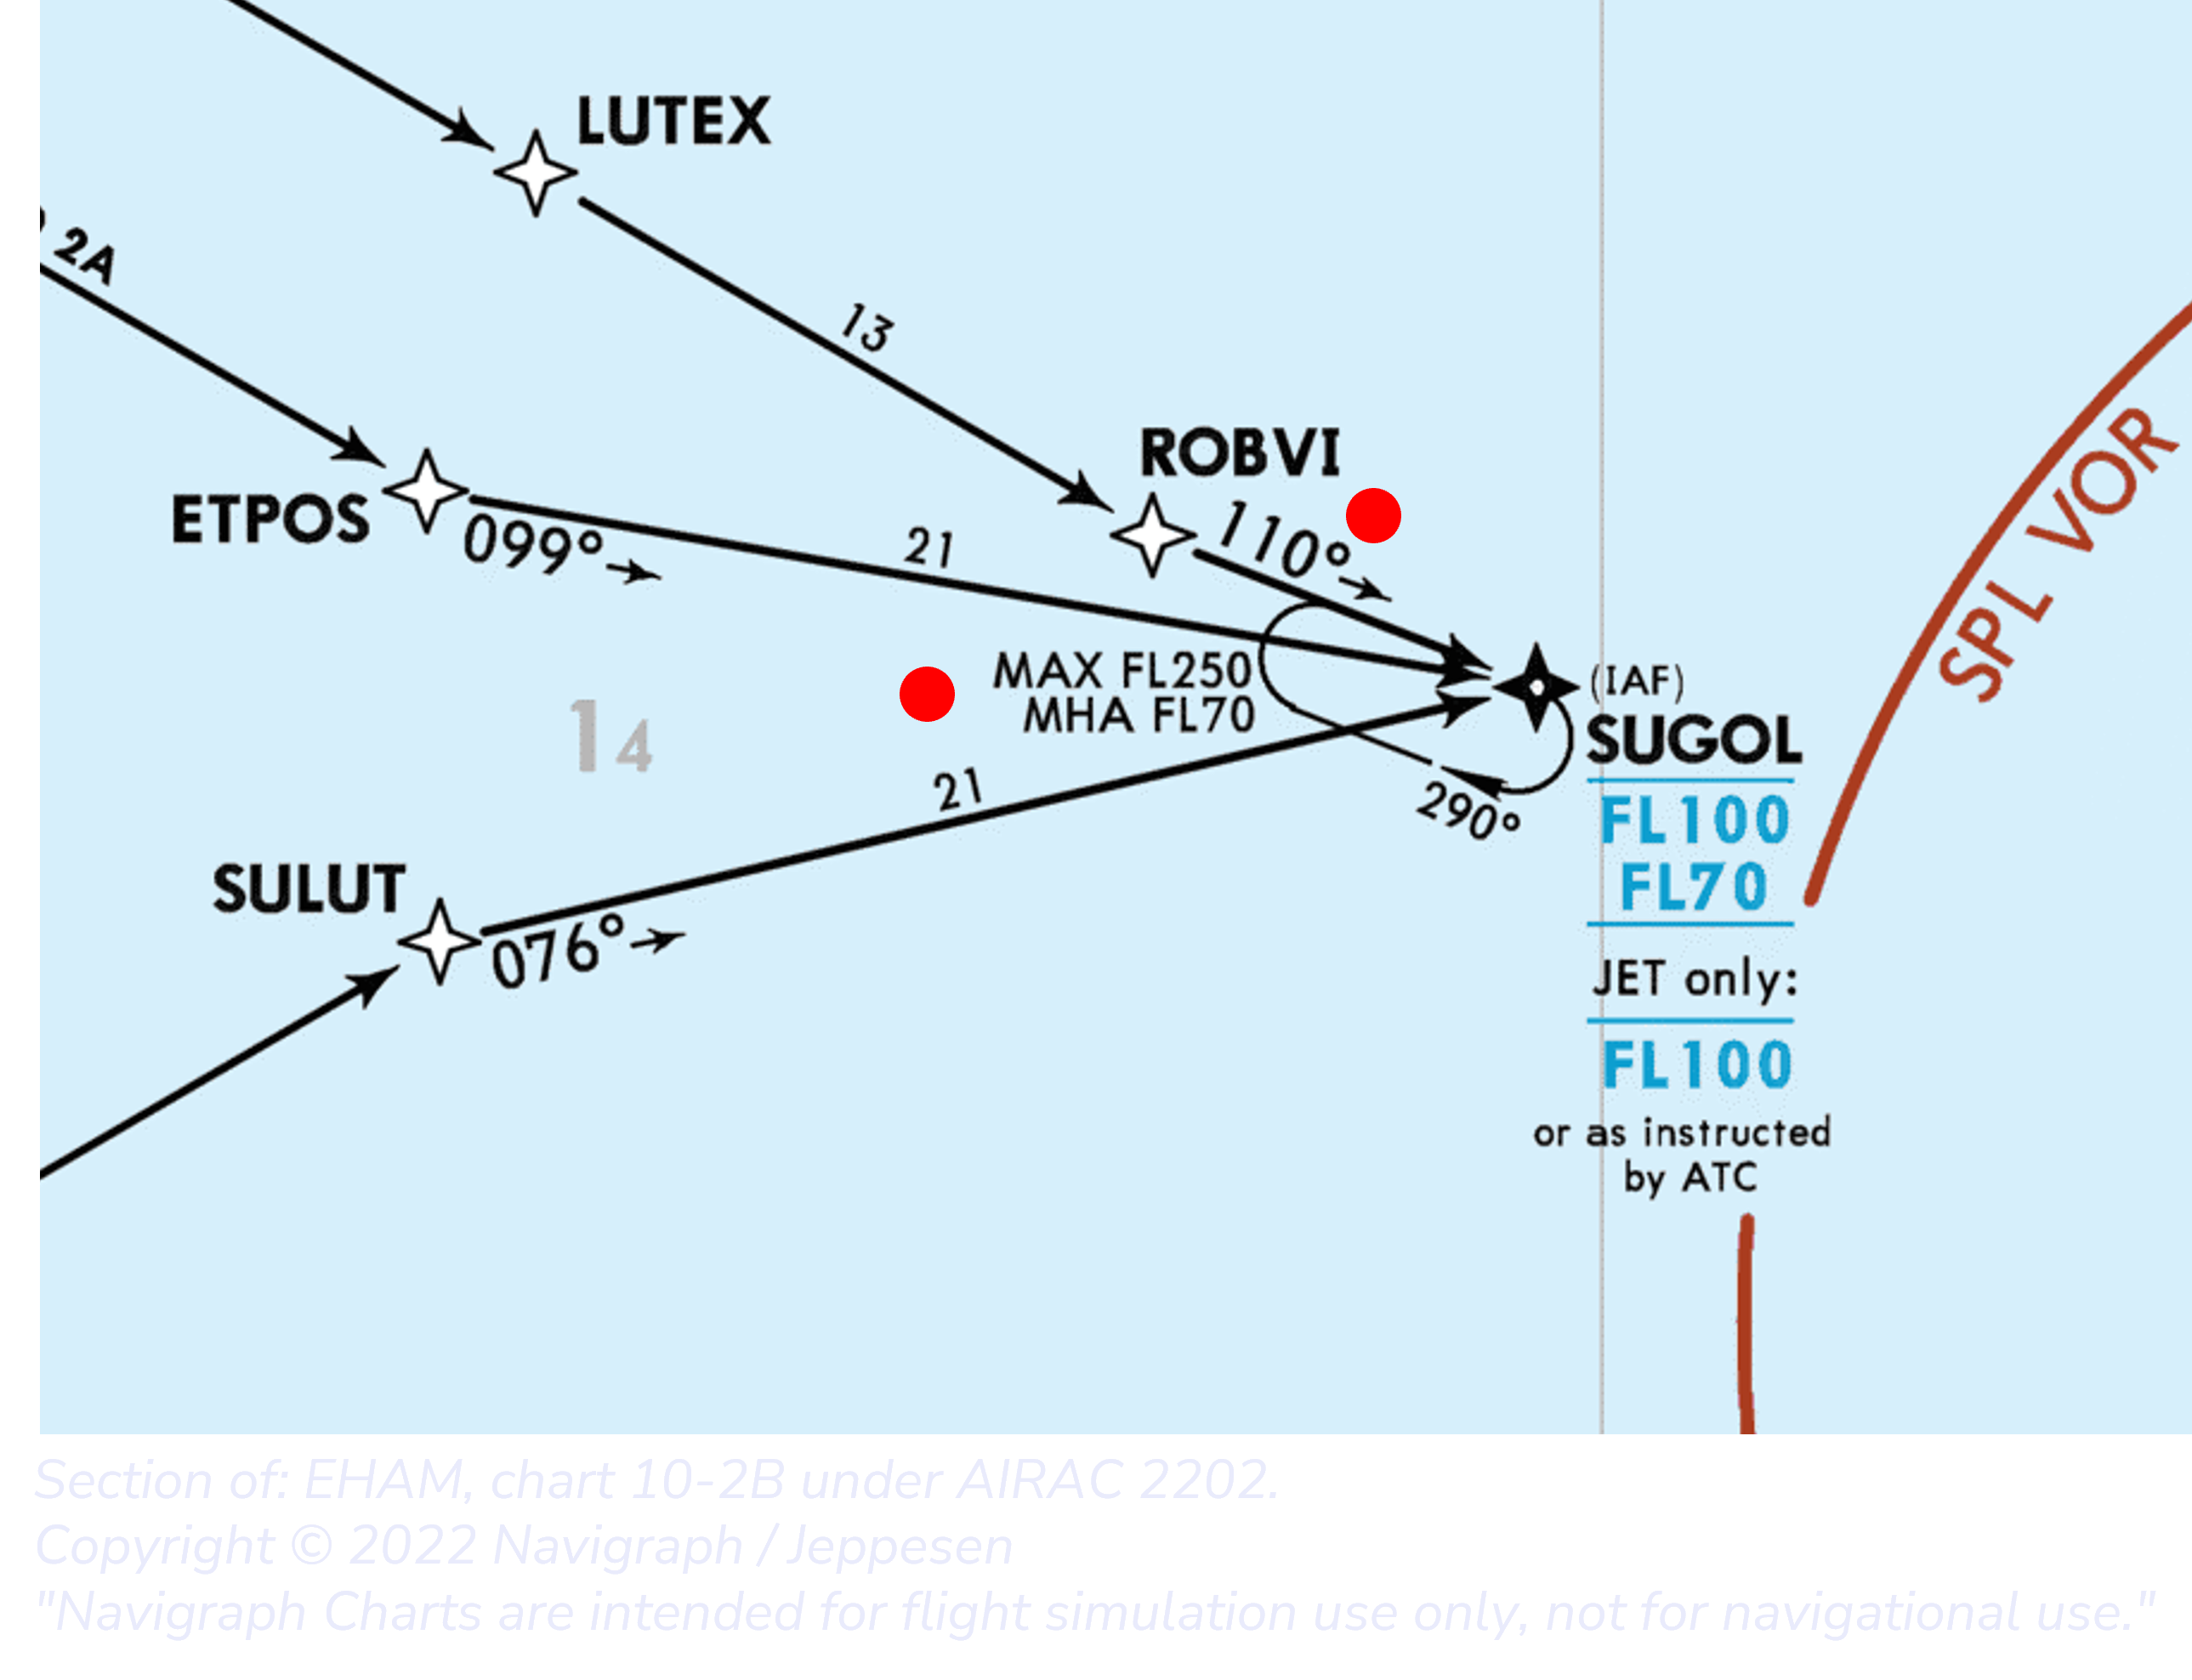 LUTEX
2A
13
ROBVI
110°
ETPOS
099°
21
MAX FL250
MHA FL70
(IAF)
SUGOL
SPL VOR
14
21
290°
FL100
FL70
SULUT
076°
JET only:
FL100
or as instructed
by ATC
Section of: EHAM, chart 10-2B under AIRAC 2202.
Copyright © 2022 Navigraph / Jeppesen
"Navigraph Charts are intended for flight simulation use only, not for navigational use."